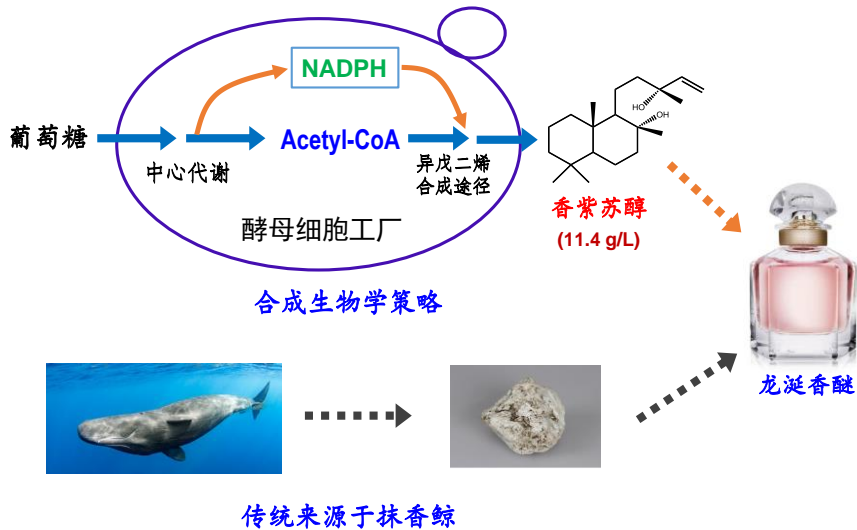 NADPH
葡萄糖
Acetyl-CoA
中心代谢
异戊二烯
合成途径
HO
OH
香紫苏醇
(11.4 g/L)
酵母细胞工厂
合成生物学策略
龙涎香醚
传统来源于抹香鲸